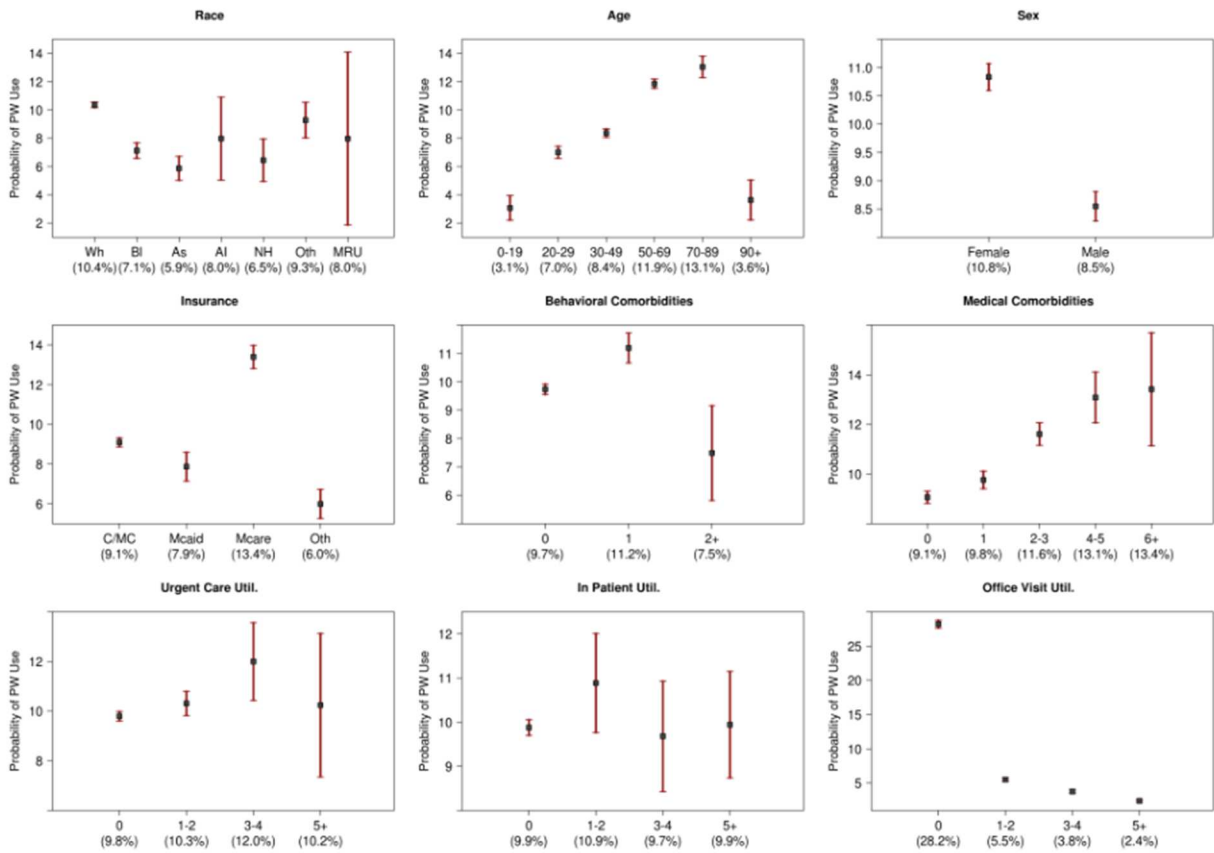 Race
Probability of PW Use
14
12
10
8
6
4
2
Wh Bl As AI NH Oth MRU
(10.4%) (7.1%) (5.9%) (8.0%) (6.5%) (9.3%) (8.0%)
Age
Probability of PW Use
14
12
10
8
6
4
2
0-19 20-29 30-49 50-69 70-89 90+
(3.1%) (7.0%) (8.4%) (11.9%) (13.1%) (3.6%)
Sex
Probability of PW Use
11.0
10.5
10.0
9.5
9.0
8.5
Female Male
(10.8%) (8.5%)
Insurance
Probability of PW Use
14
12
10
8
6
C/MC Mcaid Mcare Oth
(9.1%) (7.9%) (13.4%) (6.0%)
Behavioral Comorbidities
Probability of PW Use
11
10
9
8
7
6
0 1 2+
(9.7%) (11.2%) (7.5%)
Medical Comorbidities
Probability of PW Use
14
12
10
0 1 2-3 4-5 6+
(9.1%) (9.8%) (11.6%) (13.1%) (13.4%)
Urgent Care Util.
Probability of PW Use
12
10
8
0 1-2 3-4 5+
(9.8%) (10.3%) (12.0%) (10.2%)
In Patient Util.
Probability of PW Use
12
11
10
9
0 1-2 3-4 5+
(9.9%) (10.9%) (9.7%) (9.9%)
Office Visit Util.
Probability of PW Use
25
20
15
10
5
0 1-2 3-4 5+
(28.2%) (5.5%) (3.8%) (2.4%)